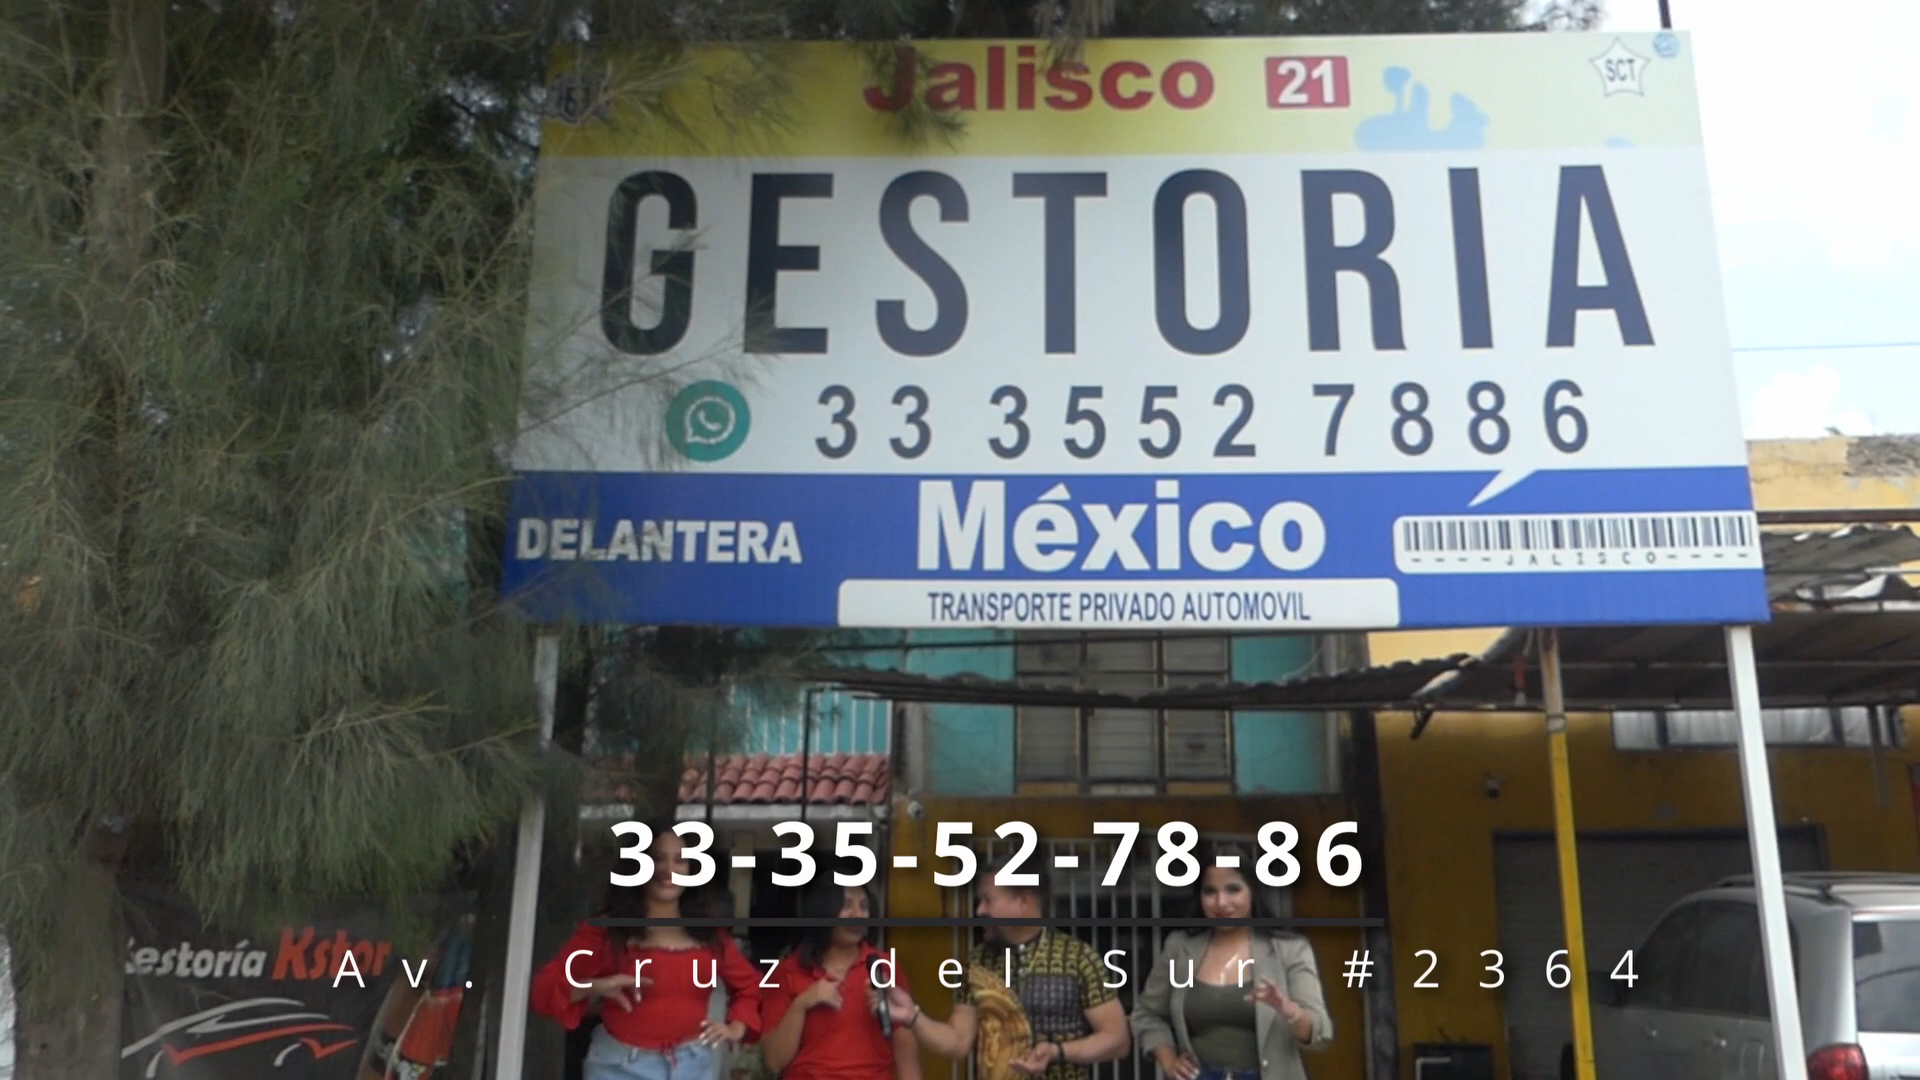 Jalisco 21
SCT
GESTORIA
33 3552 7886
DELANTERA
México
JALISCO
TRANSPORTE PRIVADO AUTOMOVIL
33-35-52-78-86
Gestoría Kstor
Av. Cruz del Sur #2364